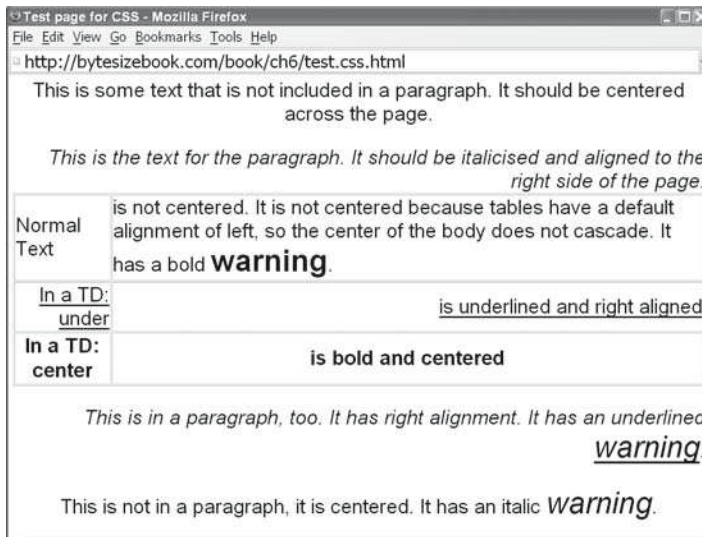 Test page for CSS - Mozilla Firefox
File Edit View Go Bookmarks Tools Help
http://bytesizebook.com/book/ch6/test.css.html
This is some text that is not included in a paragraph. It should be centered
across the page.
This is the text for the paragraph. It should be italicised and aligned to the
right side of the page.
Normal
Text
is not centered. It is not centered because tables have a default
alignment of left, so the center of the body does not cascade. It
has a bold warning.
In a TD:
under
is underlined and right aligned
In a TD:
center
is bold and centered
This is in a paragraph, too. It has right alignment. It has an underlined
warning.
This is not in a paragraph, it is centered. It has an italic warning.